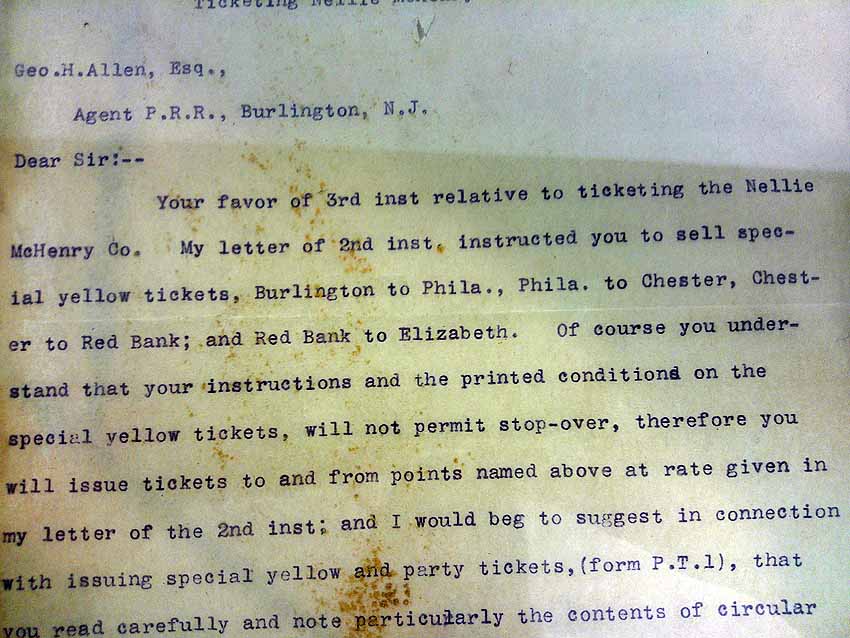 Ticketing Nellie McHenry.
Geo.H.Allen, Esq.,
Agent P.R.R., Burlington, N.J.
Dear Sir:--
Your favor of 3rd inst relative to ticketing the Nellie
McHenry Co. My letter of 2nd inst. instructed you to sell spec-
ial yellow tickets, Burlington to Phila., Phila. to Chester, Chest-
er to Red Bank; and Red Bank to Elizabeth. Of course you under-
stand that your instructions and the printed conditions on the
special yellow tickets, will not permit stop-over, therefore you
will issue tickets to and from points named above at rate given in
my letter of the 2nd inst; and I would beg to suggest in connection
with issuing special yellow and party tickets,(form P.T.1), that
you read carefully and note particularly the contents of circular